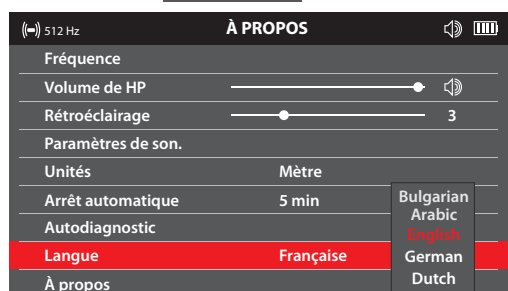 512 Hz À PROPOS
Fréquence
Volume de HP
Rétroéclairage 3
Paramètres de son.
Unités Mètre
Arrêt automatique 5 min
Autodiagnostic
Langue Française
À propos
Bulgarian
Arabic
English
German
Dutch